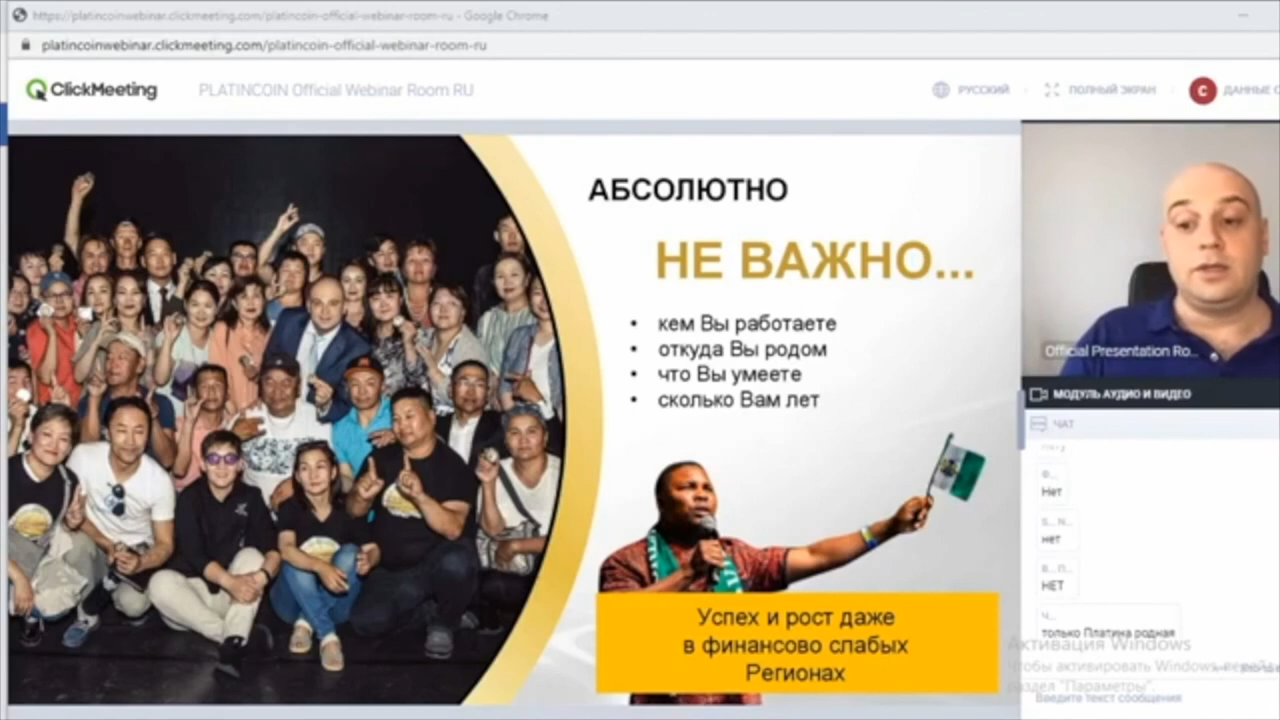 https://platincoinwebinar.clickmeeting.com/platincoin-official-webinar-room-ru - Google Chrome
platincoinwebinar.clickmeeting.com/platincoin-official-webinar-room-ru
ClickMeeting
PLATINCOIN Official Webinar Room RU
РУССКИЙ
ПОЛНЫЙ ЭКРАН
C
ДАННЫЕ С
АБСОЛЮТНО
НЕ ВАЖНО...
• кем Вы работаете
• откуда Вы родом
• что Вы умеете
• сколько Вам лет
Успех и рост даже
в финансово слабых
Регионах
Official Presentation Ro...
МОДУЛЬ АУДИО И ВИДЕО
ЧАТ
Ф...
Нет
S... N...
нет
В... П...
НЕТ
Ч...
только Платина родная
Активация Windows
Чтобы активировать Windows,
раздел "Параметры".
Введите текст сообщения